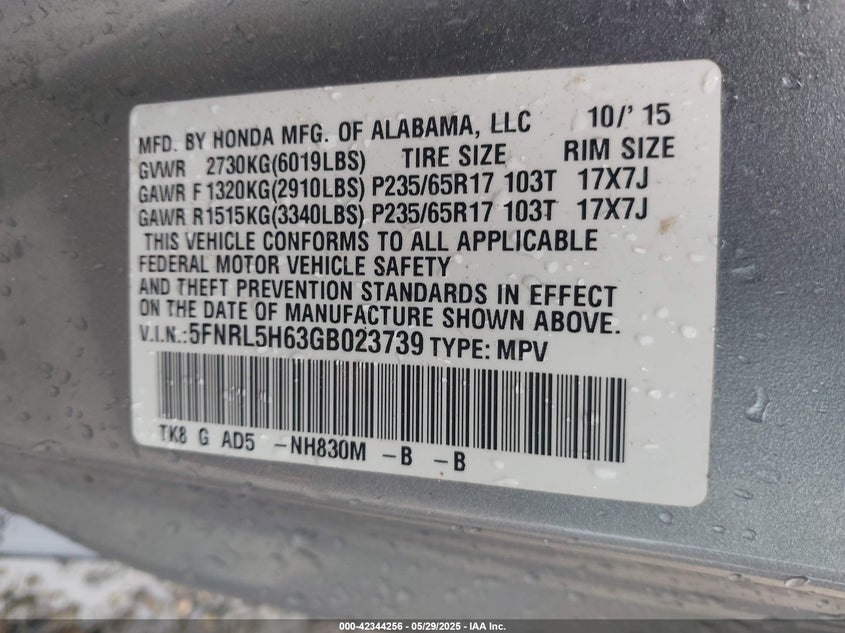 MFD. BY HONDA MFG. OF ALABAMA, LLC 10/'15
GVWR 2730KG(6019LBS) TIRE SIZE RIM SIZE
GAWR F1320KG(2910LBS) P235/65R17 103T 17X7J
GAWR R1515KG(3340LBS) P235/65R17 103T 17X7J
THIS VEHICLE CONFORMS TO ALL APPLICABLE
FEDERAL MOTOR VEHICLE SAFETY
AND THEFT PREVENTION STANDARDS IN EFFECT
ON THE DATE OF MANUFACTURE SHOWN ABOVE.
V.I.N.:5FNRL5H63GB023739 TYPE: MPV
TK8 G AD5 -NH830M -B -B
000-42344256 - 05/29/2025 - IAA Inc.